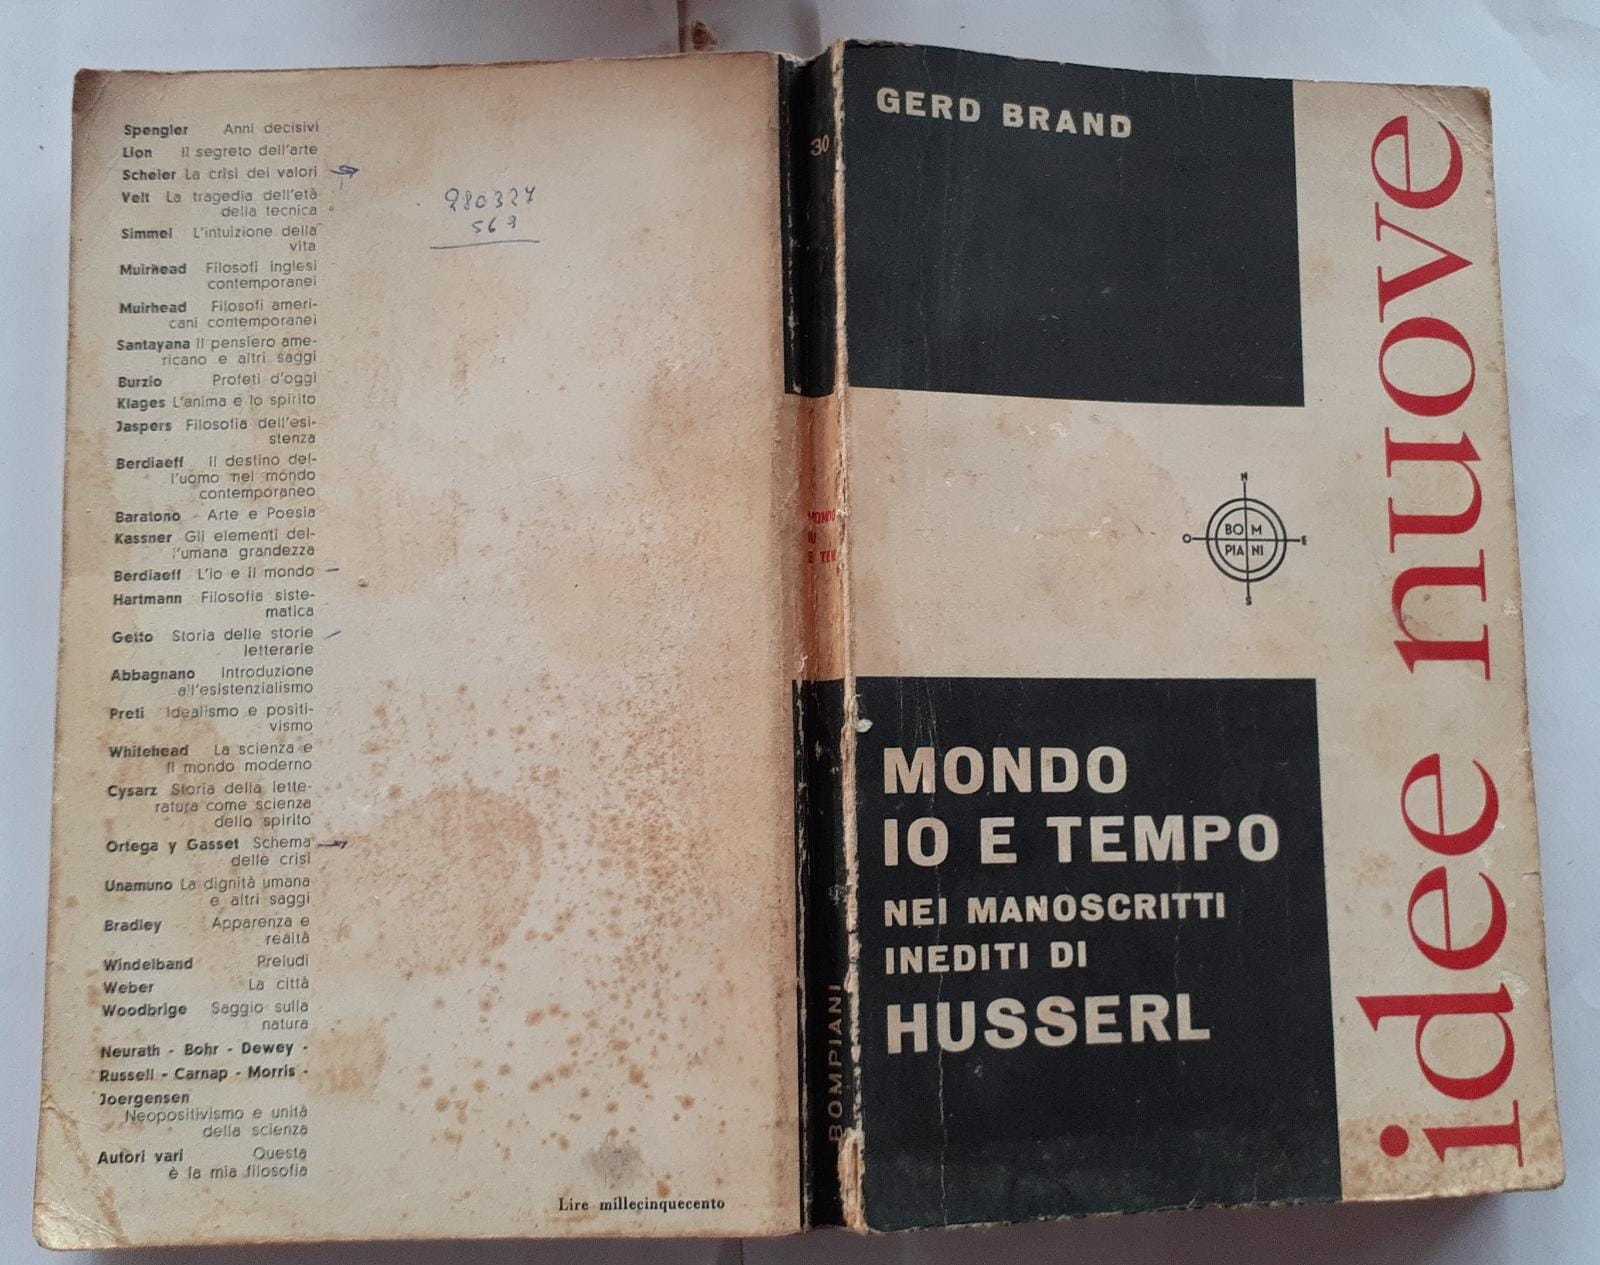 Spengler Anni decisivi
Lion Il segreto dell'arte
Scheler La crisi dei valori
Veit La tragedia dell'età
della tecnica
Simmel L'intuizione della
vita
Muirhead Filosofi inglesi
contemporanei
Muirhead Filosofi ameri-
cani contemporanei
Santayana Il pensiero ame-
ricano e altri saggi
Burzio Profeti d'oggi
Klages L'anima e lo spirito
Jaspers Filosofia dell'esi-
stenza
Berdiaeff Il destino del-
l'uomo nel mondo
contemporaneo
Baratono Arte e Poesia
Kassner Gli elementi del-
l'umana grandezza
Berdiaeff L'io e il mondo
Hartmann Filosofia siste-
matica
Getto Storia delle storie
letterarie
Abbagnano Introduzione
all'esistenzialismo
Preti Idealismo e positi-
vismo
Whitehead La scienza e
il mondo moderno
Cysarz Storia della lette-
ratura come scienza
dello spirito
Ortega y Gasset Schema
delle crisi
Unamuno La dignità umana
e altri saggi
Bradley Apparenza e
realtà
Windelband Preludi
Weber La città
Woodbrige Saggio sulla
natura
Neurath - Bohr - Dewey -
Russell - Carnap - Morris -
Joergensen
Neopositivismo e unità
della scienza
Autori vari Questa
è la mia filosofia
280327
563
Lire millecinquecento
30
MONDO
E
BOMPIANI
GERD BRAND
N
O BOMPIANI E
S
MONDO
IO E TEMPO
NEI MANOSCRITTI
INEDITI DI
HUSSERL
idee nuove